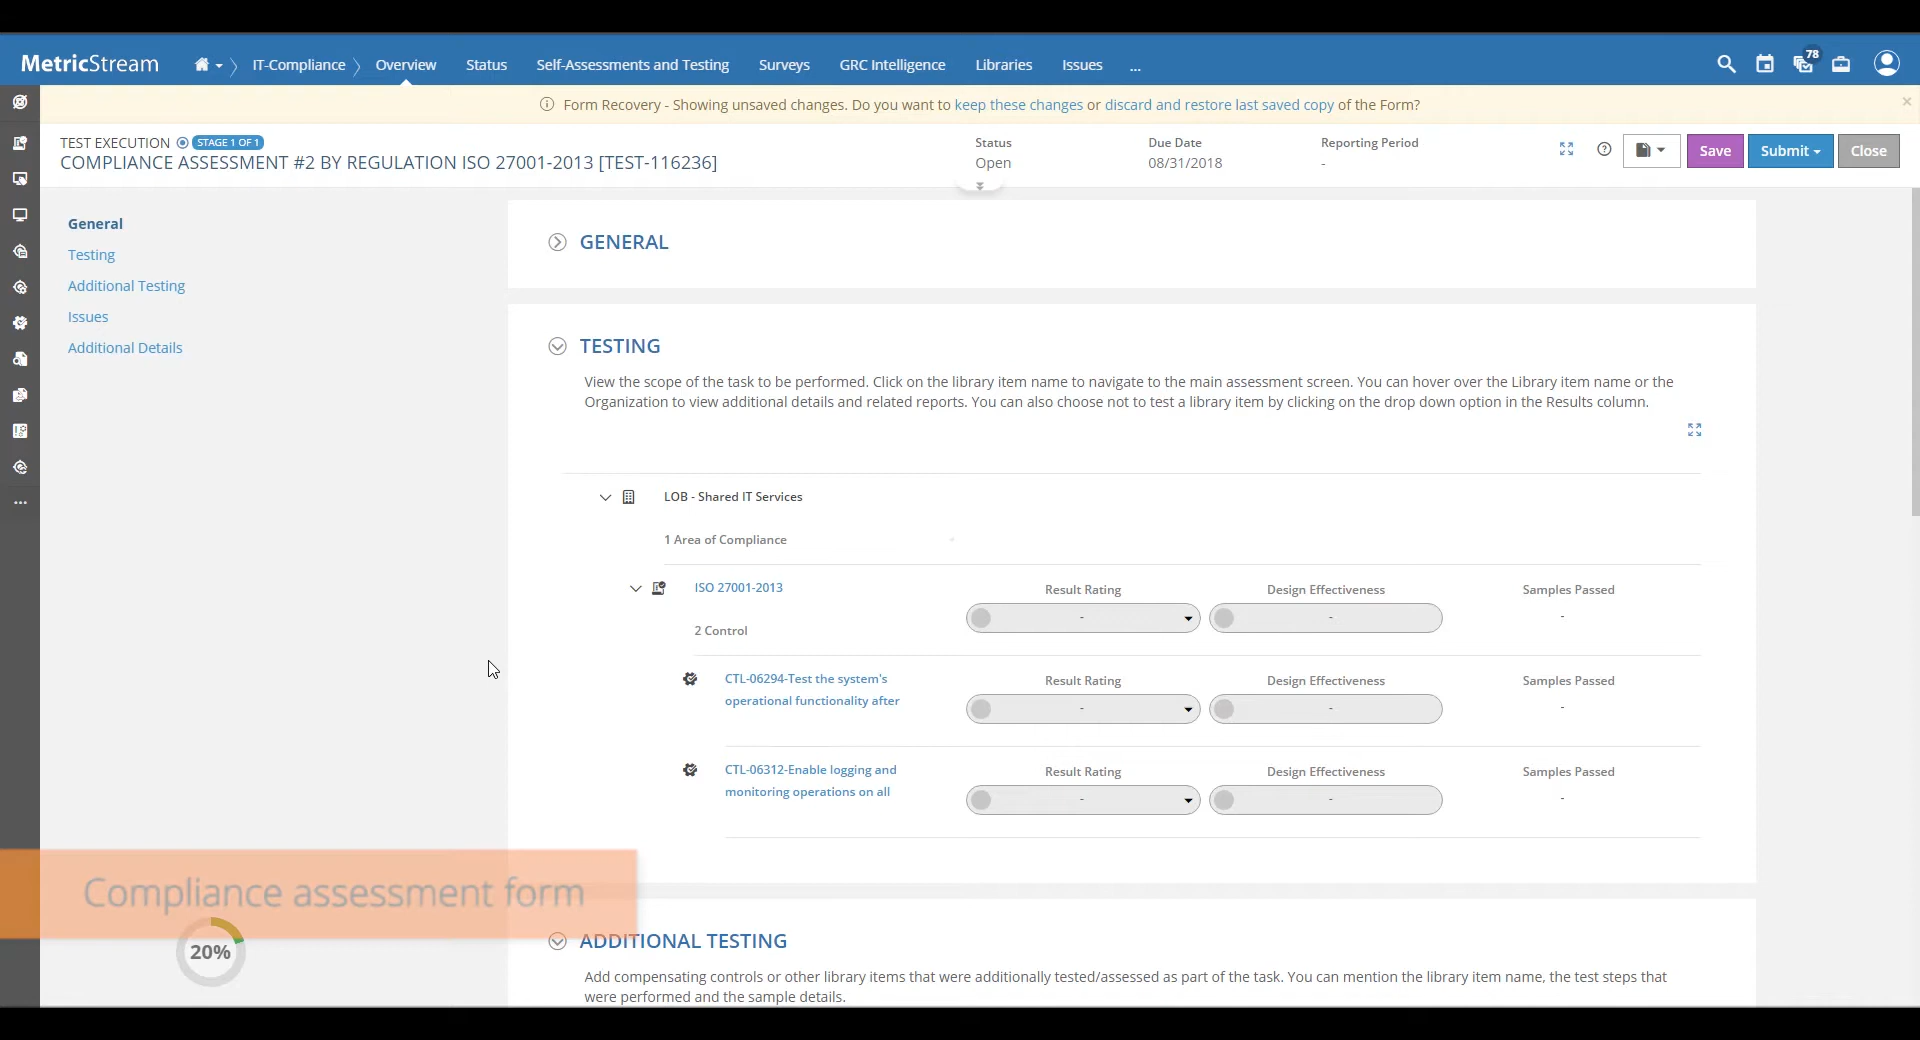 MetricStream
IT-Compliance
Overview
Status
Self-Assessments and Testing
Surveys
GRC Intelligence
Libraries
Issues
...
78
Form Recovery - Showing unsaved changes. Do you want to keep these changes or discard and restore last saved copy of the Form?
×
TEST EXECUTION STAGE 1 OF 1
COMPLIANCE ASSESSMENT #2 BY REGULATION ISO 27001-2013 [TEST-116236]
Status
Open
Due Date
08/31/2018
Reporting Period
-
Save
Submit
Close
General
Testing
Additional Testing
Issues
Additional Details
GENERAL
TESTING
View the scope of the task to be performed. Click on the library item name to navigate to the main assessment screen. You can hover over the Library item name or the
Organization to view additional details and related reports. You can also choose not to test a library item by clicking on the drop down option in the Results column.
LOB - Shared IT Services
1 Area of Compliance
ISO 27001-2013
2 Control
Result Rating
-
Design Effectiveness
-
Samples Passed
-
CTL-06294-Test the system's
operational functionality after
Result Rating
-
Design Effectiveness
-
Samples Passed
-
CTL-06312-Enable logging and
monitoring operations on all
Result Rating
-
Design Effectiveness
-
Samples Passed
-
Compliance assessment form
20%
ADDITIONAL TESTING
Add compensating controls or other library items that were additionally tested/assessed as part of the task. You can mention the library item name, the test steps that
were performed and the sample details.